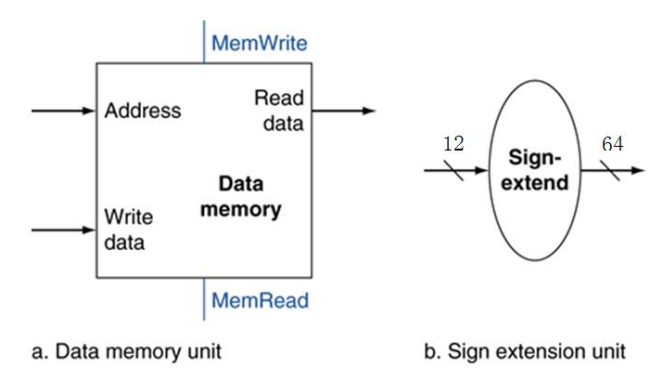 MemWrite
Address
Read
data
Data
memory
Write
data
MemRead
a. Data memory unit
12
64
Sign-
extend
b. Sign extension unit